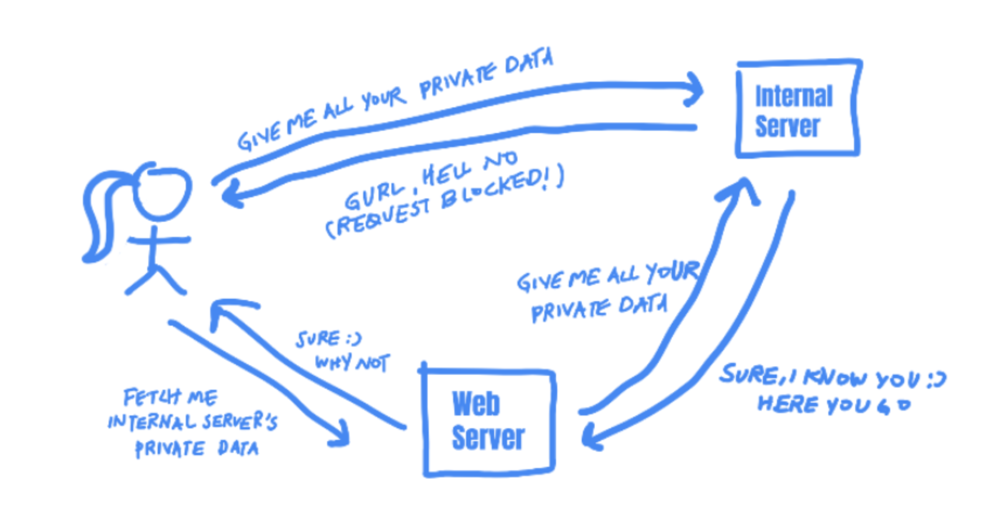 GIVE ME ALL YOUR PRIVATE DATA
Internal
Server
GURL, HELL NO
(REQUEST BLOCKED!)
GIVE ME ALL YOUR
PRIVATE DATA
SURE :)
WHY NOT
FETCH ME
INTERNAL SERVER'S
PRIVATE DATA
Web
Server
SURE, I KNOW YOU :)
HERE YOU GO